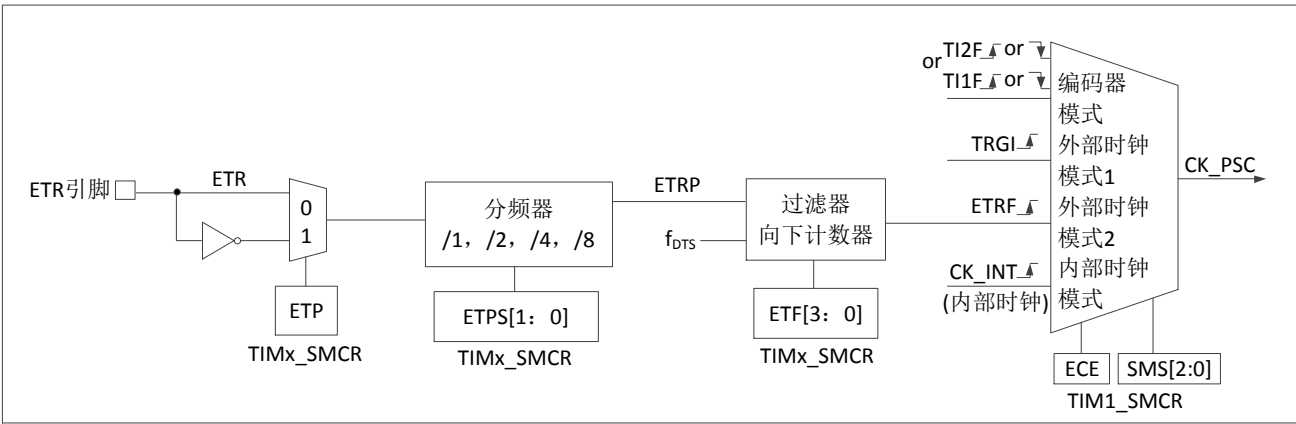 ETR引脚
ETR
0
1
ETP
TIMx_SMCR
分频器
/1，/2，/4，/8
ETPS[1：0]
TIMx_SMCR
ETRP
f_DTS
过滤器
向下计数器
ETF[3：0]
TIMx_SMCR
or TI2F or
TI1F or
编码器
模式
TRGI
外部时钟
模式1
ETRF
外部时钟
模式2
CK_INT
(内部时钟)
内部时钟
模式
CK_PSC
ECE
SMS[2:0]
TIM1_SMCR